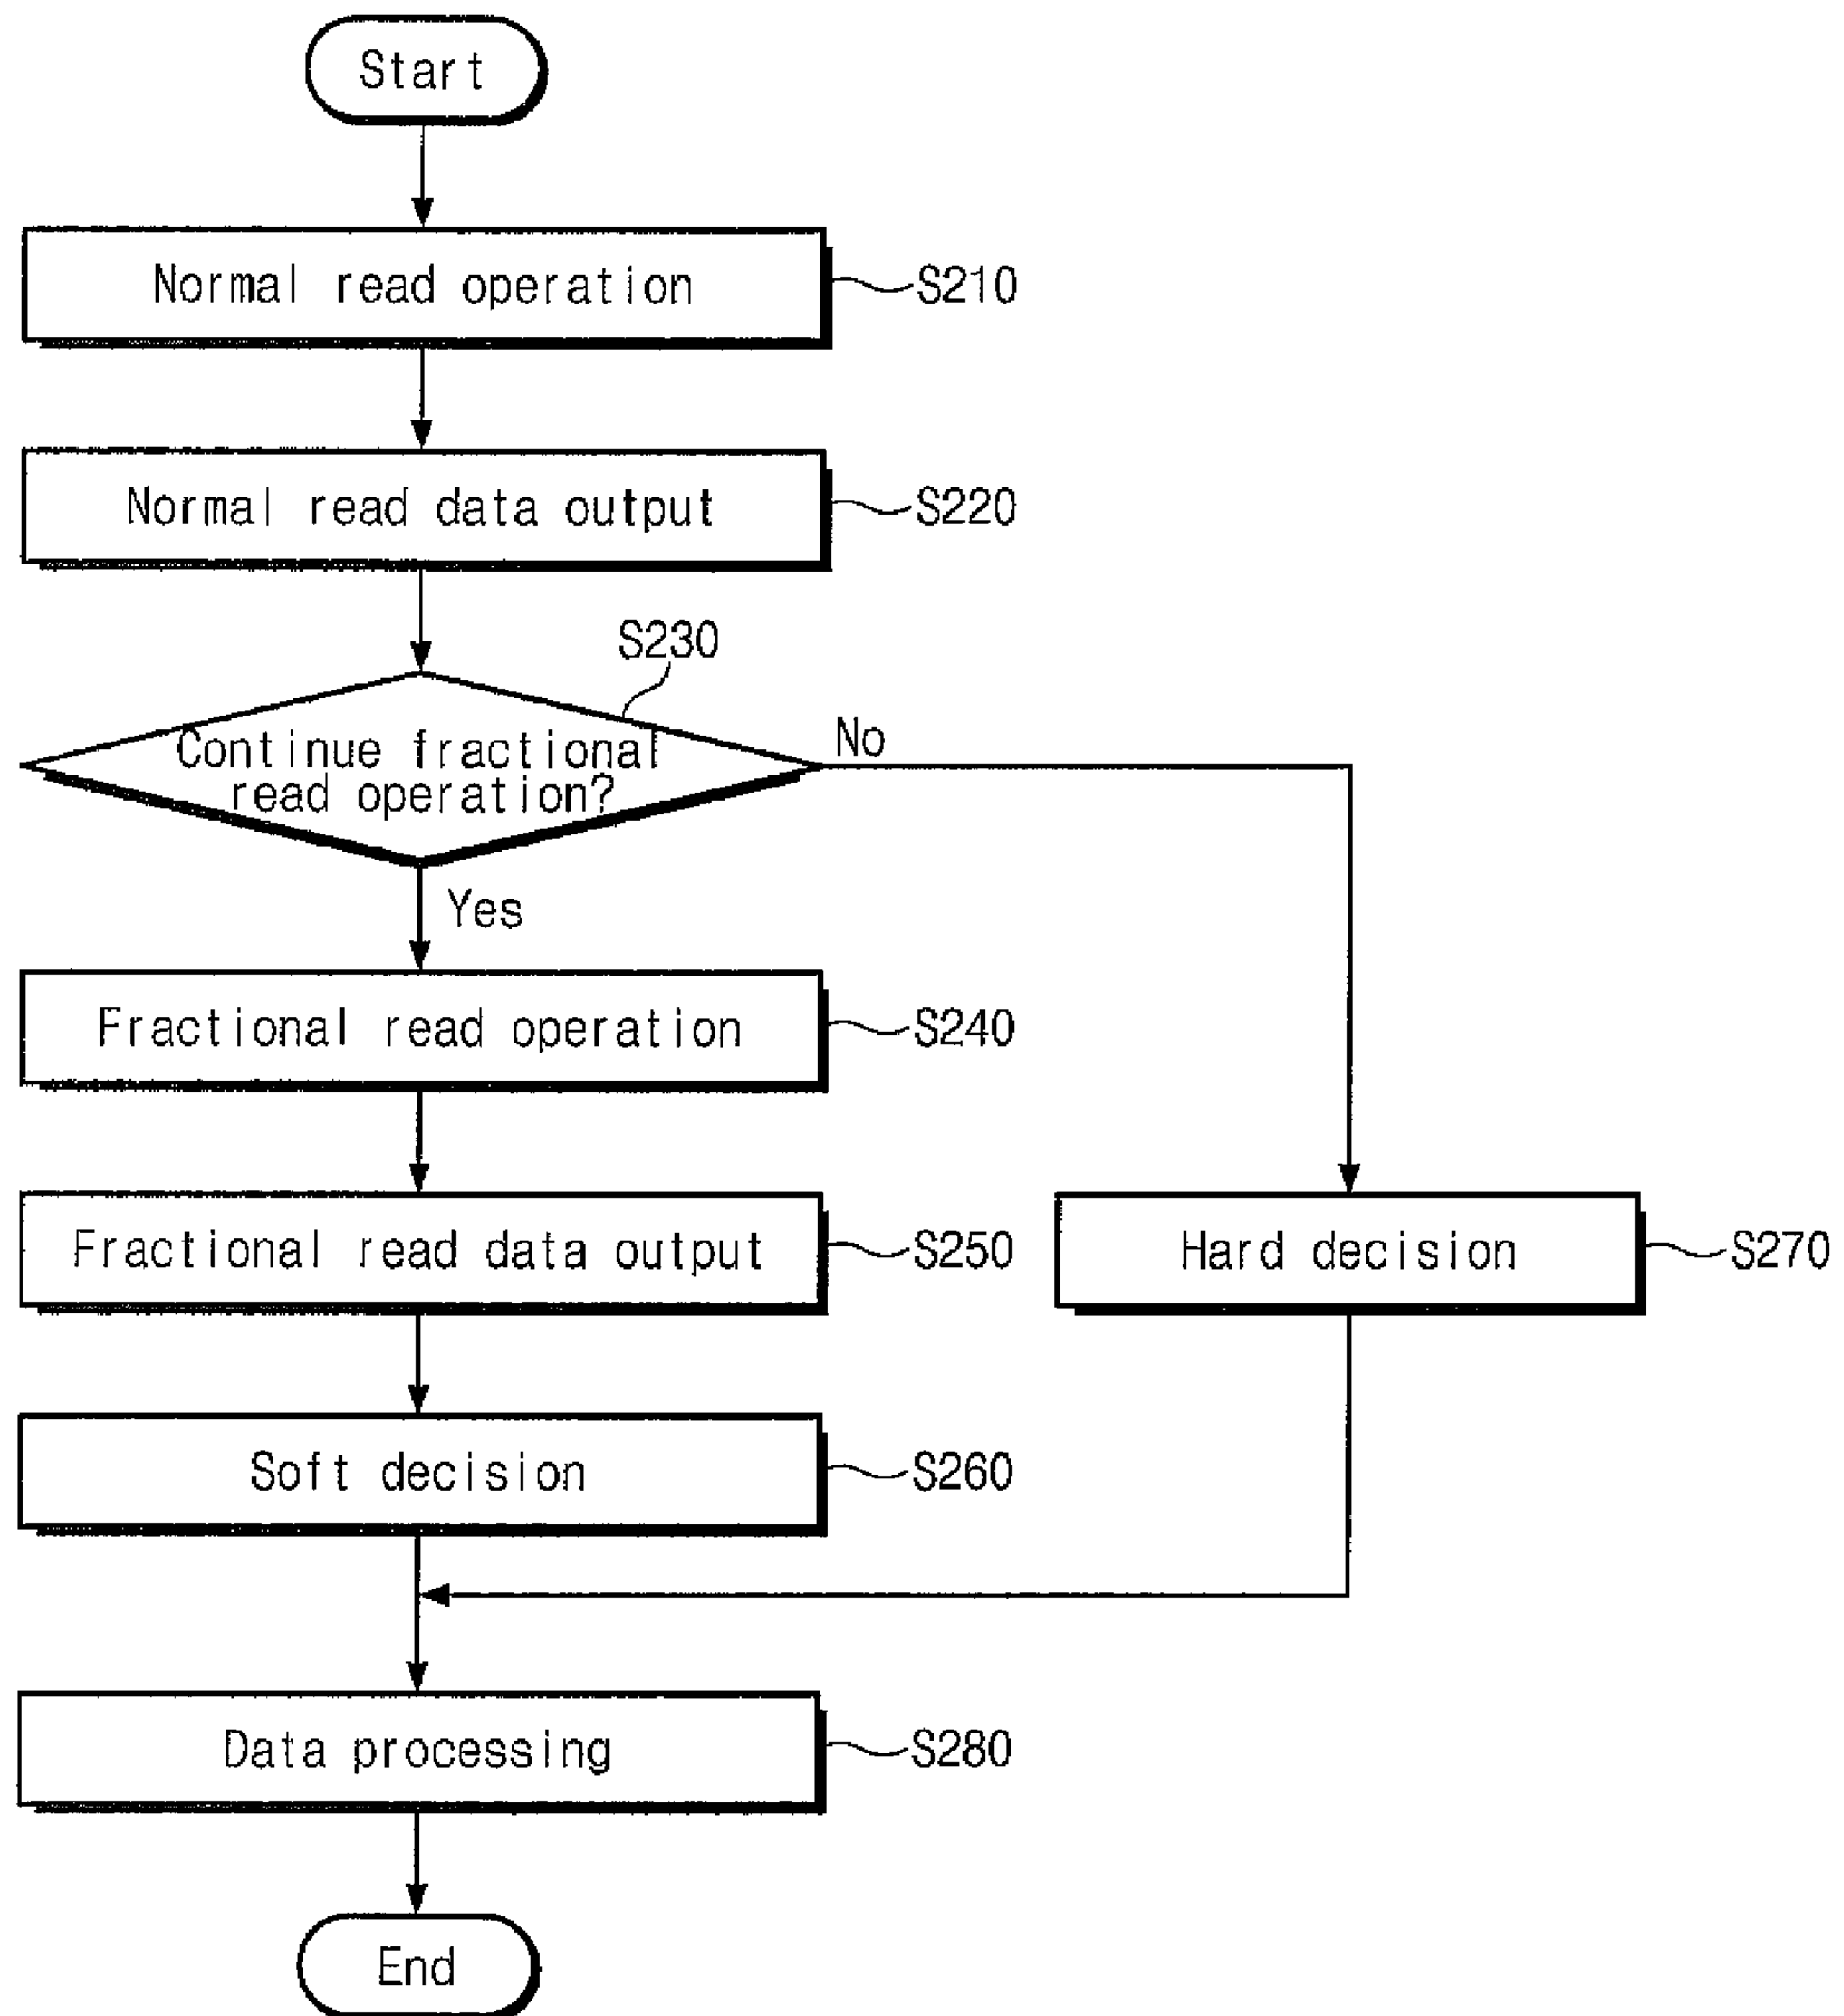 Start
Normal read operation
S210
Normal read data output
S220
S230
Continue fractional
read operation?
No
Yes
Fractional read operation
S240
Fractional read data output
S250
Hard decision
S270
Soft decision
S260
Data processing
S280
End